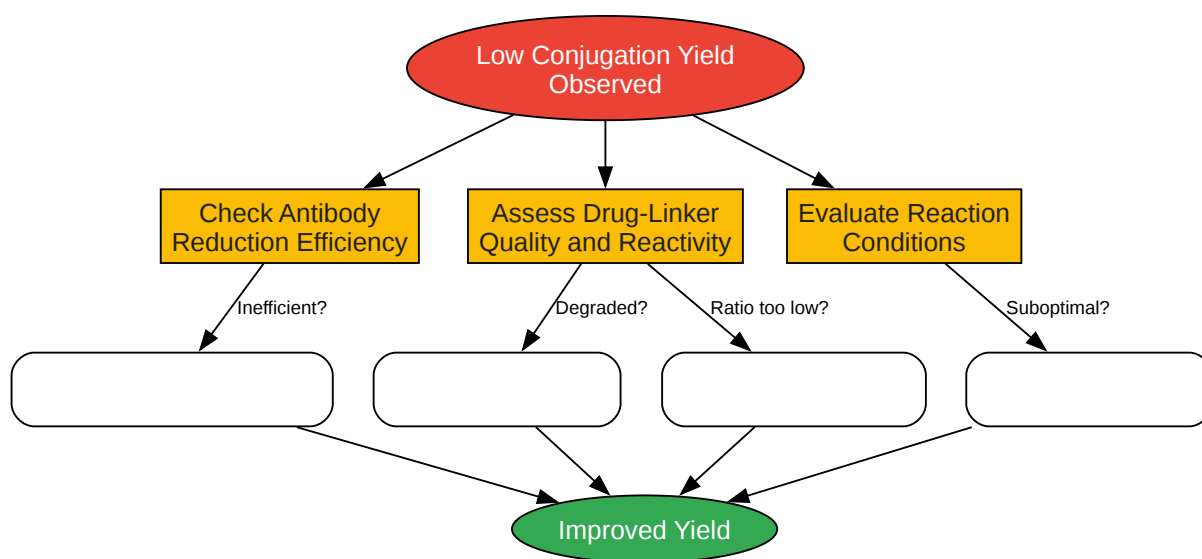 Low Conjugation Yield
Observed
Check Antibody
Reduction Efficiency
Assess Drug-Linker
Quality and Reactivity
Evaluate Reaction
Conditions
Inefficient?
Degraded?
Ratio too low?
Suboptimal?
Improved Yield